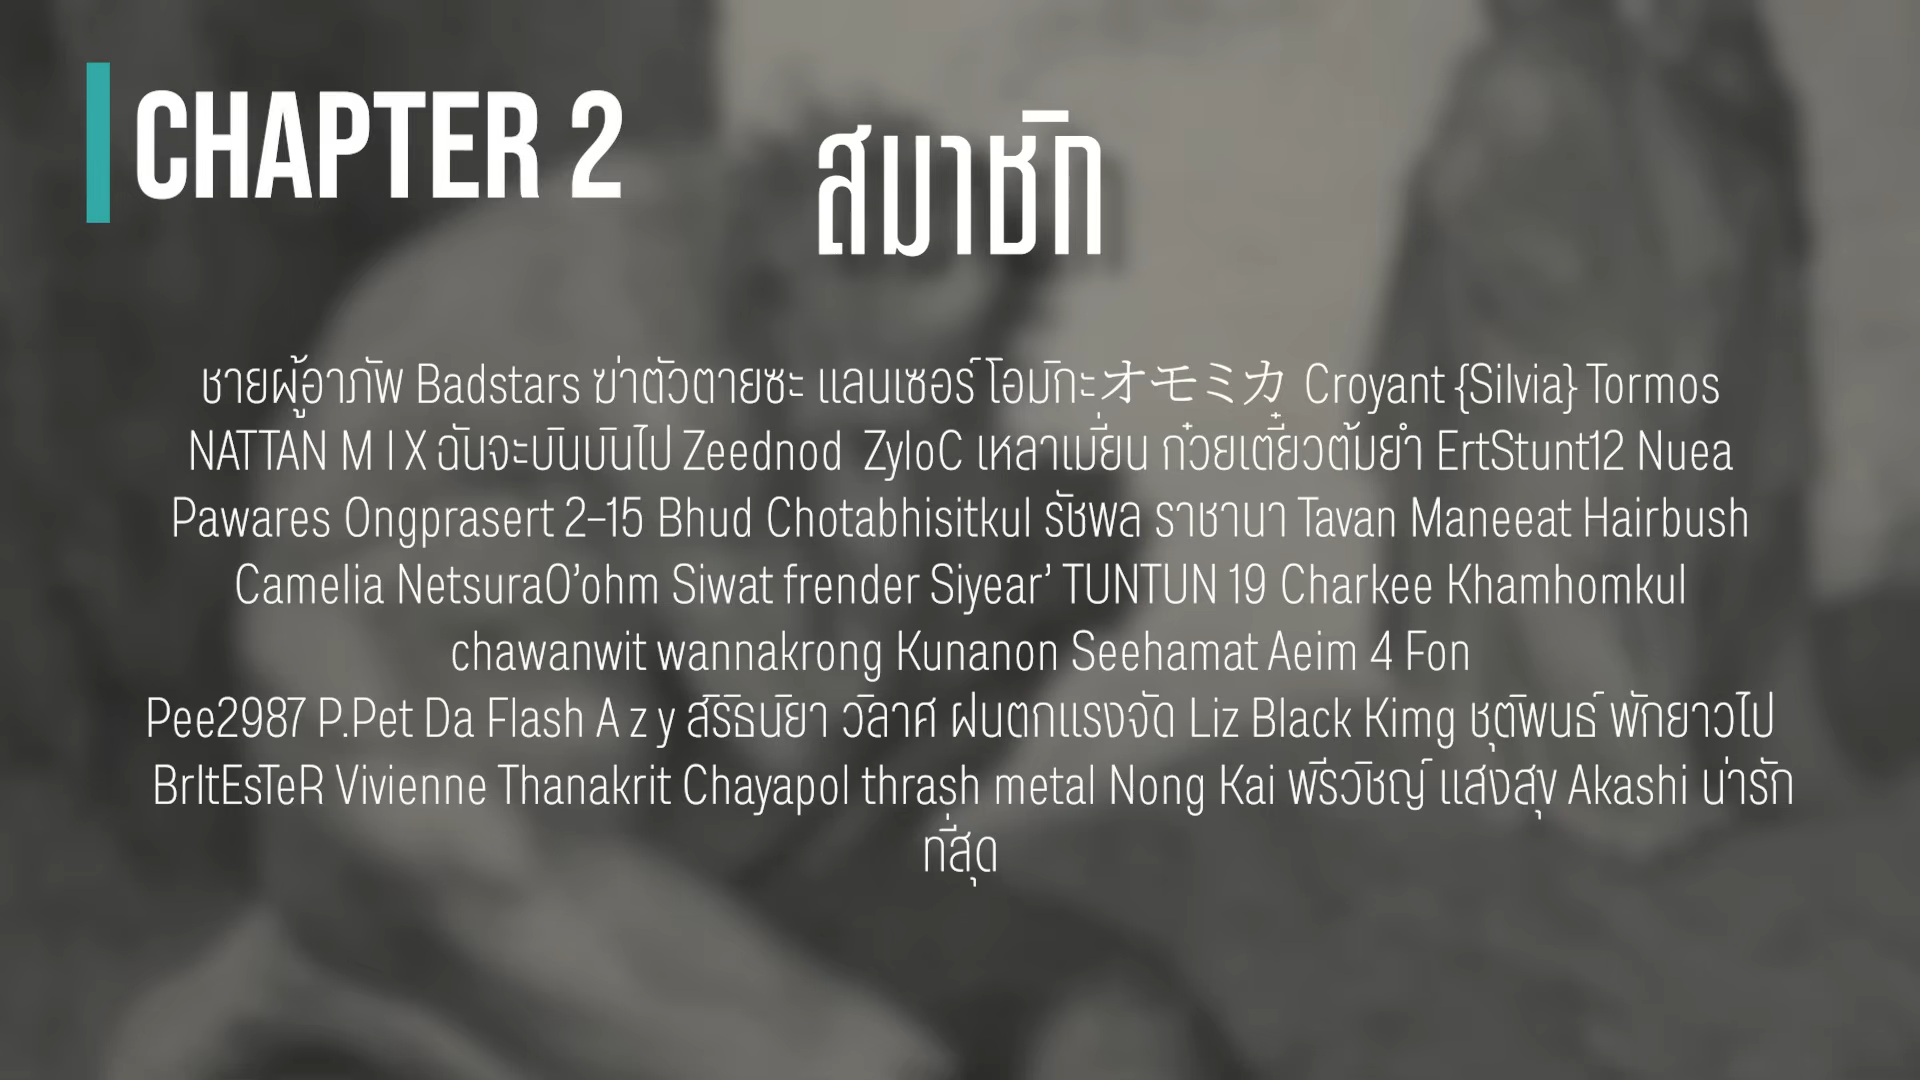 CHAPTER 2
สมาชิก
ชายผู้อาภัพ Badstars ฆ่าตัวตายซะ แลนเซอร์ โอมิกะオモミカ Croyant {Silvia} Tormos
NATTAN M I X ฉันจะบินบินไป Zeednod ZyloC เหลาเมี่ยน ก๋วยเตี๋ยวต้มยำ ErtStunt12 Nuea
Pawares Ongprasert 2-15 Bhud Chotabhisitkul รัชพล ราชานา Tavan Maneeat Hairbush
Camelia NetsuraO’ohm Siwat frender Siyear’ TUNTUN 19 Charkee Khamhomkul
chawanwit wannakrong Kunanon Seehamat Aeim 4 Fon
Pee2987 P.Pet Da Flash A z y สิริธินิยา วิลาศ ฝนตกแรงจัด Liz Black Kimg ชุติพนธ์ พักยาวไป
BrItEsTeR Vivienne Thanakrit Chayapol thrash metal Nong Kai พีรวิชญ์ แสงสุข Akashi น่ารัก
ที่สุด